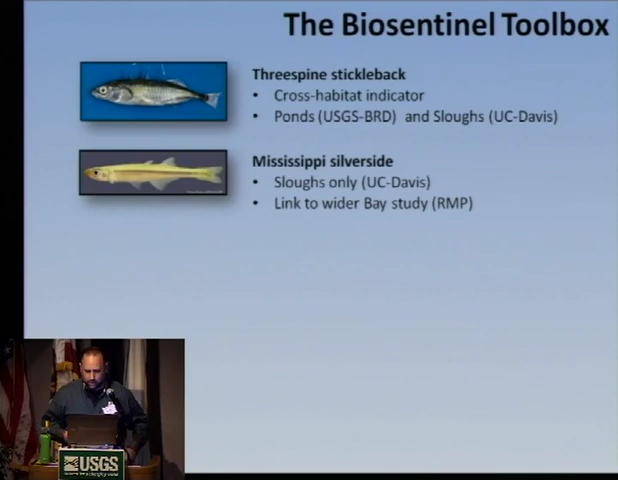 The Biosentinel Toolbox
Threespine stickleback
• Cross-habitat indicator
• Ponds (USGS-BRD) and Sloughs (UC-Davis)
Mississippi silverside
• Sloughs only (UC-Davis)
• Link to wider Bay study (RMP)
USGS